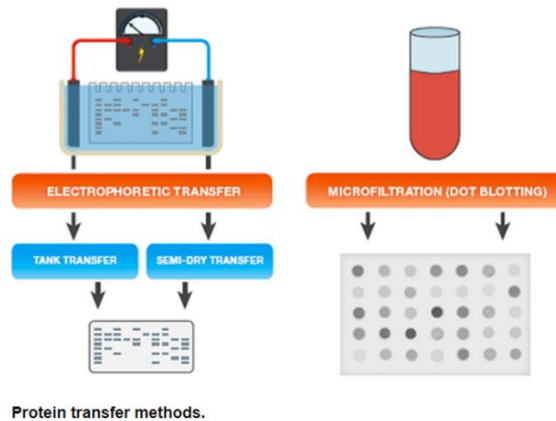 ELECTROPHORETIC TRANSFER
MICROFILTRATION (DOT BLOTTING)
TANK TRANSFER
SEMI-DRY TRANSFER
Protein transfer methods.